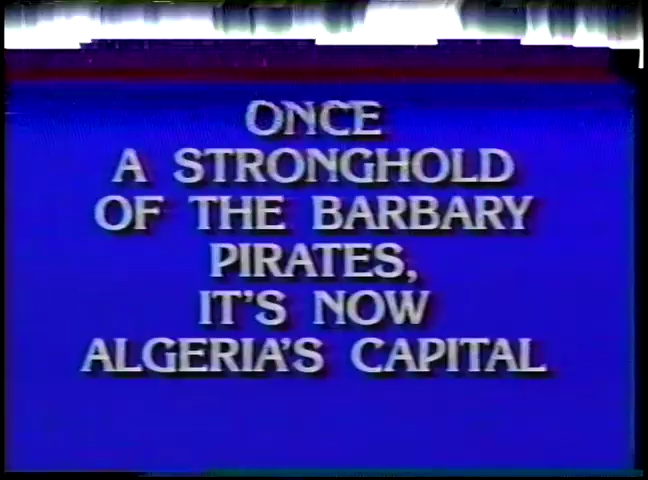 ONCE
A STRONGHOLD
OF THE BARBARY
PIRATES,
IT'S NOW
ALGERIA'S CAPITAL